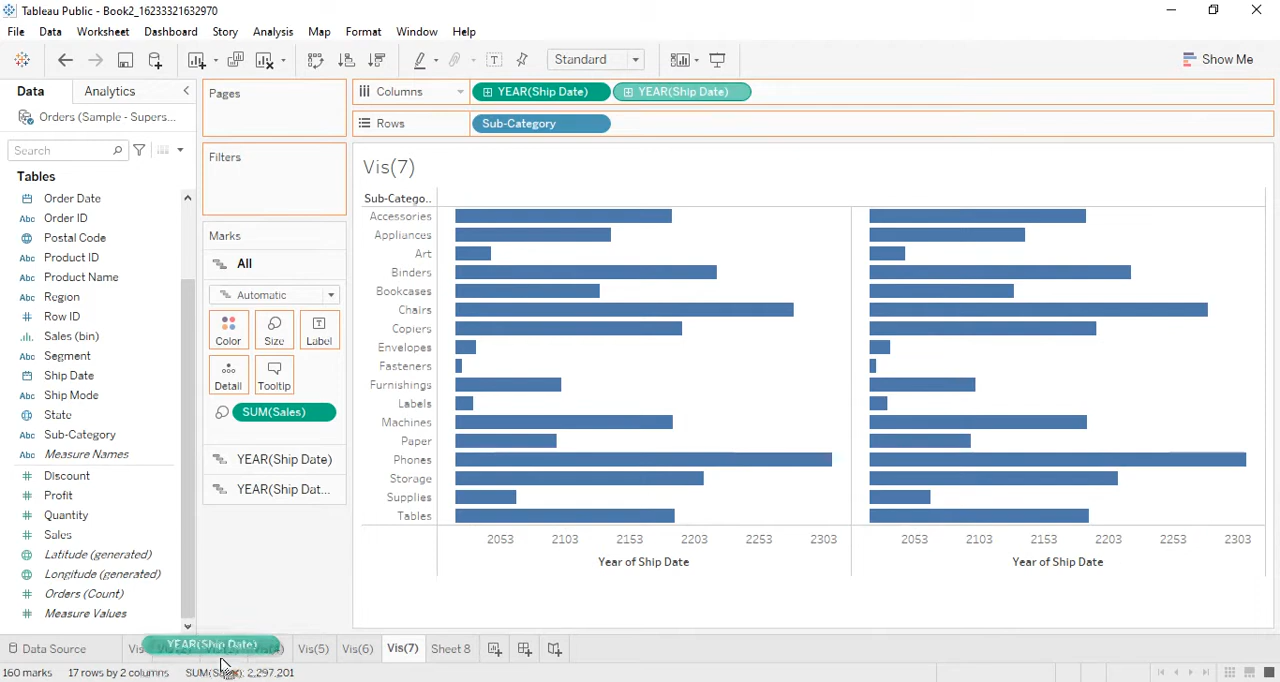 Tableau Public - Book2_16233321632970
File Data Worksheet Dashboard Story Analysis Map Format Window Help
Standard
Show Me
Data Analytics
Orders (Sample - Supers...
Search
Tables
Order Date
Order ID
Postal Code
Product ID
Product Name
Region
Row ID
Sales (bin)
Segment
Ship Date
Ship Mode
State
Sub-Category
Measure Names
Discount
Profit
Quantity
Sales
Latitude (generated)
Longitude (generated)
Orders (Count)
Measure Values
Pages
Filters
Marks
All
Automatic
Color Size Label
Detail Tooltip
SUM(Sales)
YEAR(Ship Date)
YEAR(Ship Dat...
Columns YEAR(Ship Date) YEAR(Ship Date)
Rows Sub-Category
Vis(7)
Sub-Catego..
Accessories
Appliances
Art
Binders
Bookcases
Chairs
Copiers
Envelopes
Fasteners
Furnishings
Labels
Machines
Paper
Phones
Storage
Supplies
Tables
2053 2103 2153 2203 2253 2303 2053 2103 2153 2203 2253 2303
Year of Ship Date Year of Ship Date
YEAR(Ship Date)
Data Source Vis(5) Vis(6) Vis(7) Sheet 8
160 marks 17 rows by 2 columns 2,297,201